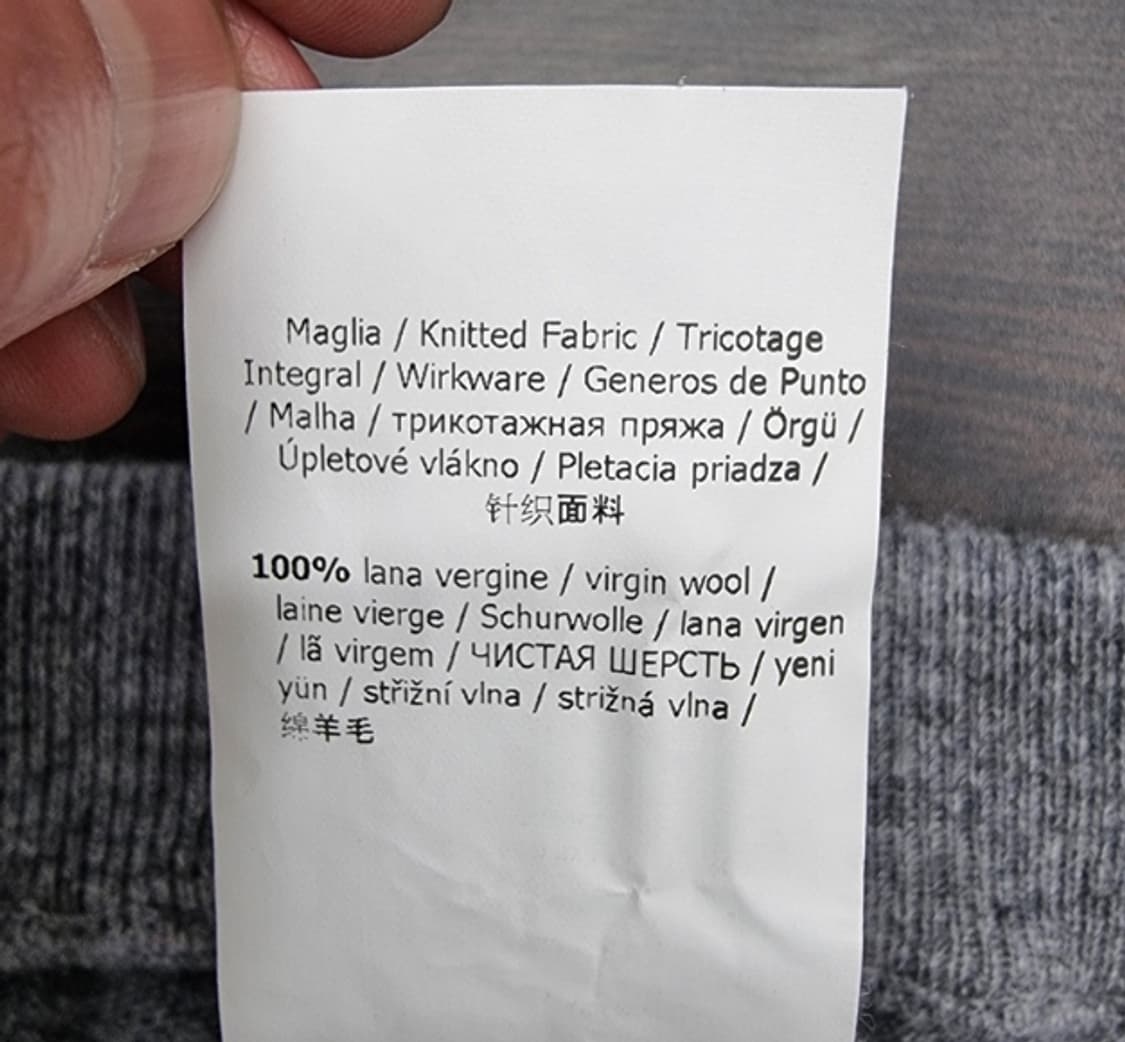 Maglia / Knitted Fabric / Tricotage
Integral / Wirkware / Generos de Punto
/ Malha / трикотажная пряжа / Örgü /
Úpletové vlákno / Pletacia priadza /
针织面料
100% lana vergine / virgin wool /
laine vierge / Schurwolle / lana virgen
/ lã virgem / ЧИСТАЯ ШЕРСТЬ / yeni
yün / střižní vlna / strižná vlna /
绵羊毛